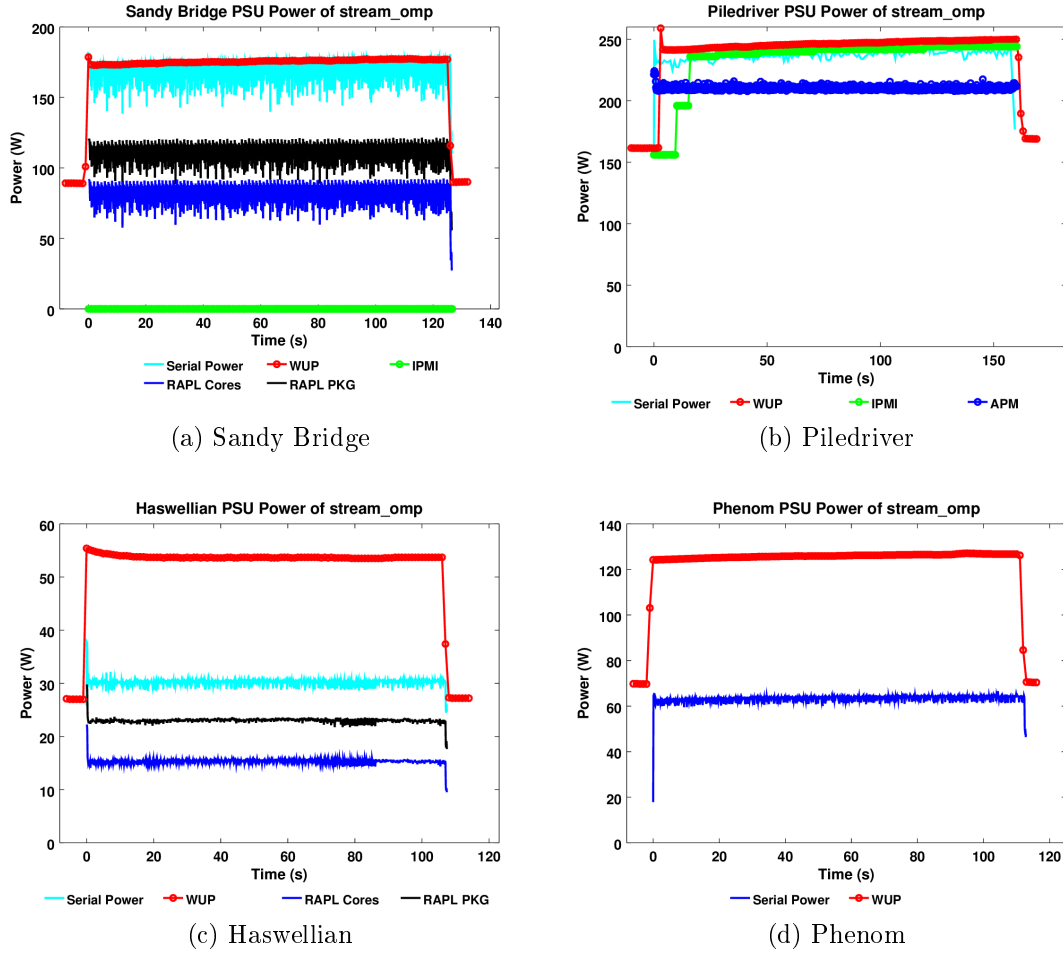 Sandy Bridge PSU Power of stream_omp
200
150
100
50
0
Power (W)
0 20 40 60 80 100 120 140
Time (s)
Serial Power WUP IPMI
RAPL Cores RAPL PKG
(a) Sandy Bridge
Piledriver PSU Power of stream_omp
250
200
150
100
50
0
Power (W)
0 50 100 150
Time (s)
Serial Power WUP IPMI APM
(b) Piledriver
Haswellian PSU Power of stream_omp
60
50
40
30
20
10
0
Power (W)
0 20 40 60 80 100 120
Time (s)
Serial Power WUP RAPL Cores RAPL PKG
(c) Haswellian
Phenom PSU Power of stream_omp
140
120
100
80
60
40
20
0
Power (W)
0 20 40 60 80 100 120
Time (s)
Serial Power WUP
(d) Phenom